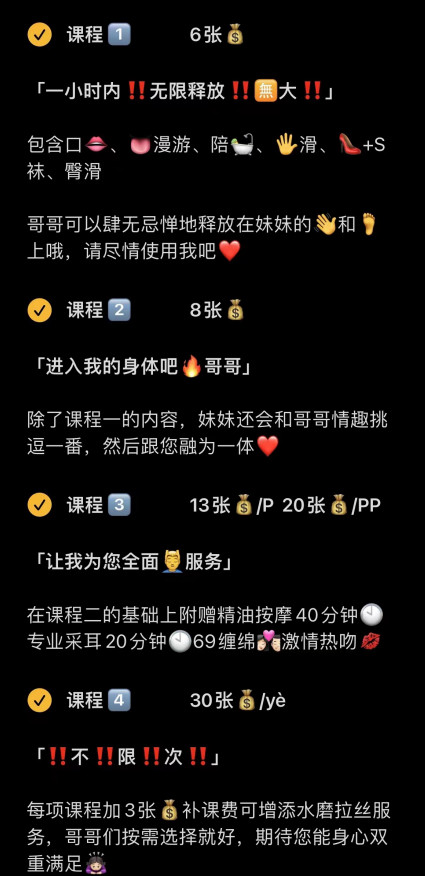 ✅ 课程1️⃣ 6张💰
「一小时内‼️无限释放‼️🈚大‼️」
包含口👄、👅漫游、陪🛀、🖐滑、👠+S
袜、臀滑
哥哥可以肆无忌惮地释放在妹妹的👋和🦶
上哦，请尽情使用我吧❤️
✅ 课程2️⃣ 8张💰
「进入我的身体吧🔥哥哥」
除了课程一的内容，妹妹还会和哥哥情趣挑
逗一番，然后跟您融为一体❤️
✅ 课程3️⃣ 13张💰/P 20张💰/PP
「让我为您全面💆‍♂️服务」
在课程二的基础上附赠精油按摩40分钟🕙
专业采耳20分钟🕙69缠绵💏激情热吻💋
✅ 课程4️⃣ 30张💰/yè
「‼️不‼️限‼️次‼️」
每项课程加3张💰补课费可增添水磨拉丝服
务，哥哥们按需选择就好，期待您能身心双
重满足🙇‍♀️